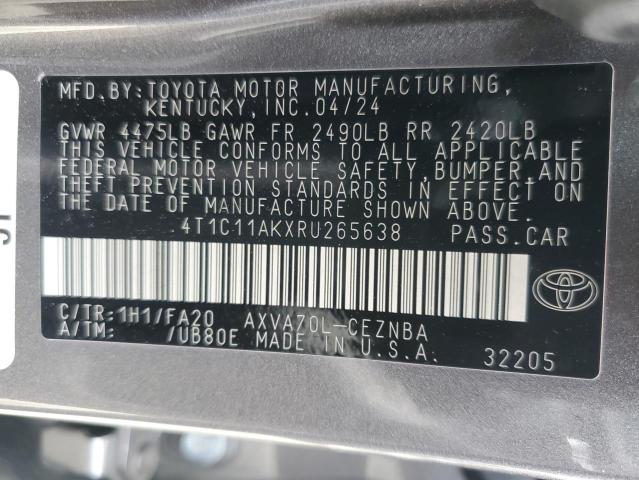 MFD.BY:TOYOTA MOTOR MANUFACTURING,
KENTUCKY,INC.04/24
GVWR 4475LB GAWR FR 2490LB RR 2420LB
THIS VEHICLE CONFORMS TO ALL APPLICABLE
FEDERAL MOTOR VEHICLE SAFETY,BUMPER,AND
THEFT PREVENTION STANDARDS IN EFFECT ON
THE DATE OF MANUFACTURE SHOWN ABOVE.
4T1C11AKXRU265638 PASS.CAR
C/TR:1H1/FA20 AXVA70L-CEZNBA
A/TM: /UB80E MADE IN U.S.A. 32205